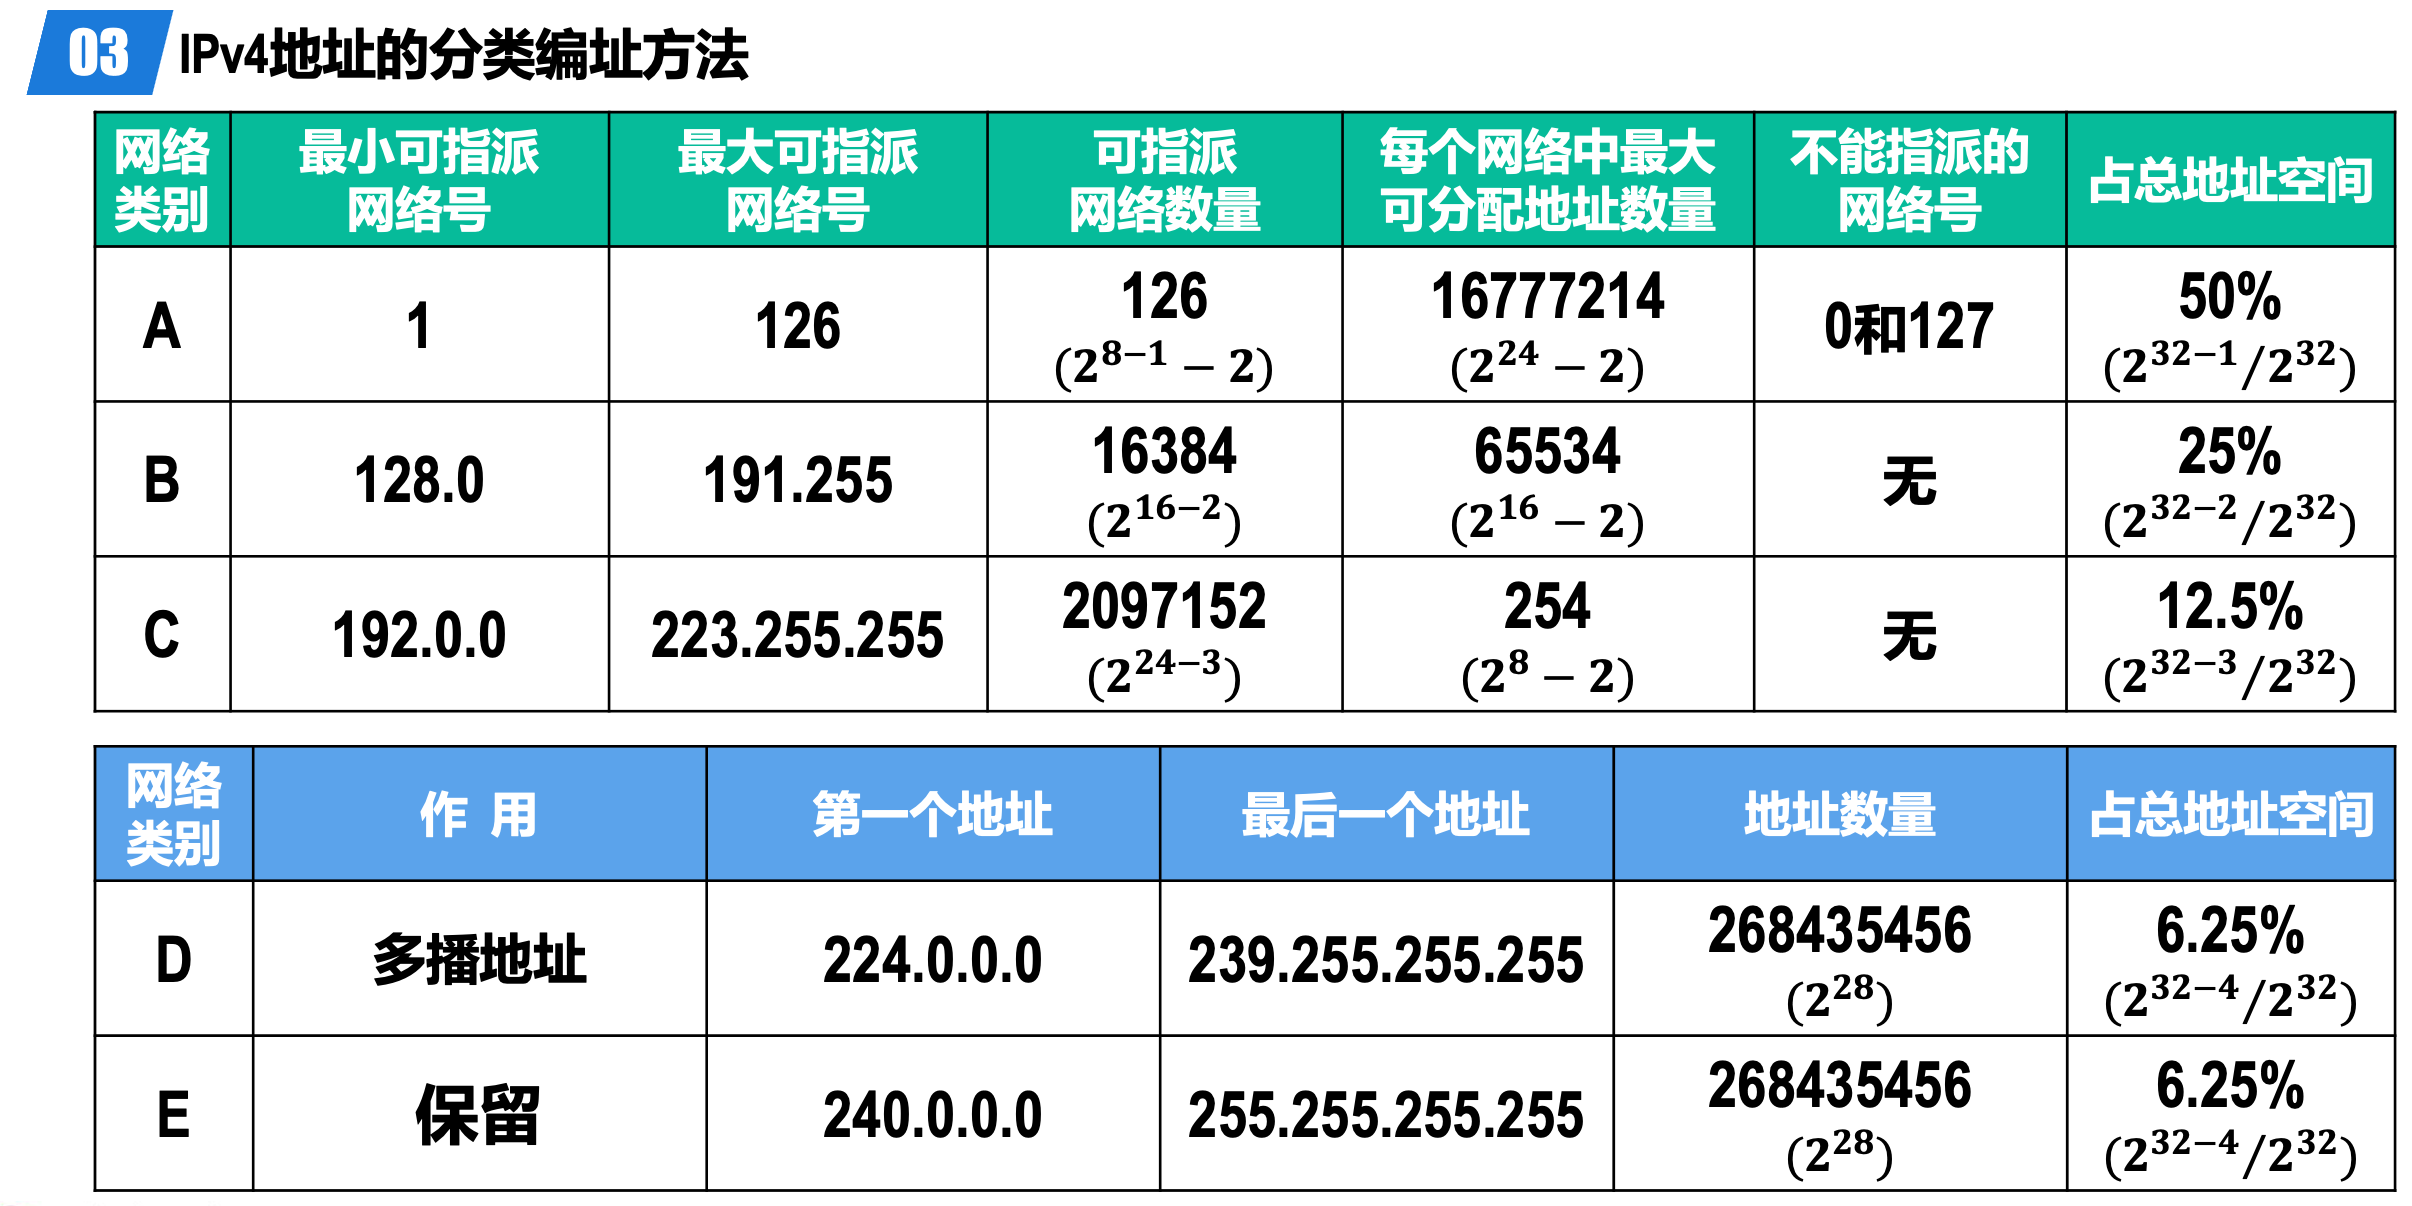 03 IPv4地址的分类编址方法
网络类别 最小可指派网络号 最大可指派网络号 可指派网络数量 每个网络中最大可分配地址数量 不能指派的网络号 占总地址空间
A 1 126 126 (2^{8−1} − 2) 16777214 (2^{24} − 2) 0和127 50% (2^{32−1}/2^{32})
B 128.0 191.255 16384 (2^{16−2}) 65534 (2^{16} − 2) 无 25% (2^{32−2}/2^{32})
C 192.0.0 223.255.255 2097152 (2^{24−3}) 254 (2^{8} − 2) 无 12.5% (2^{32−3}/2^{32})
网络类别 作 用 第一个地址 最后一个地址 地址数量 占总地址空间
D 多播地址 224.0.0.0 239.255.255.255 268435456 (2^{28}) 6.25% (2^{32−4}/2^{32})
E 保留 240.0.0.0 255.255.255.255 268435456 (2^{28}) 6.25% (2^{32−4}/2^{32})